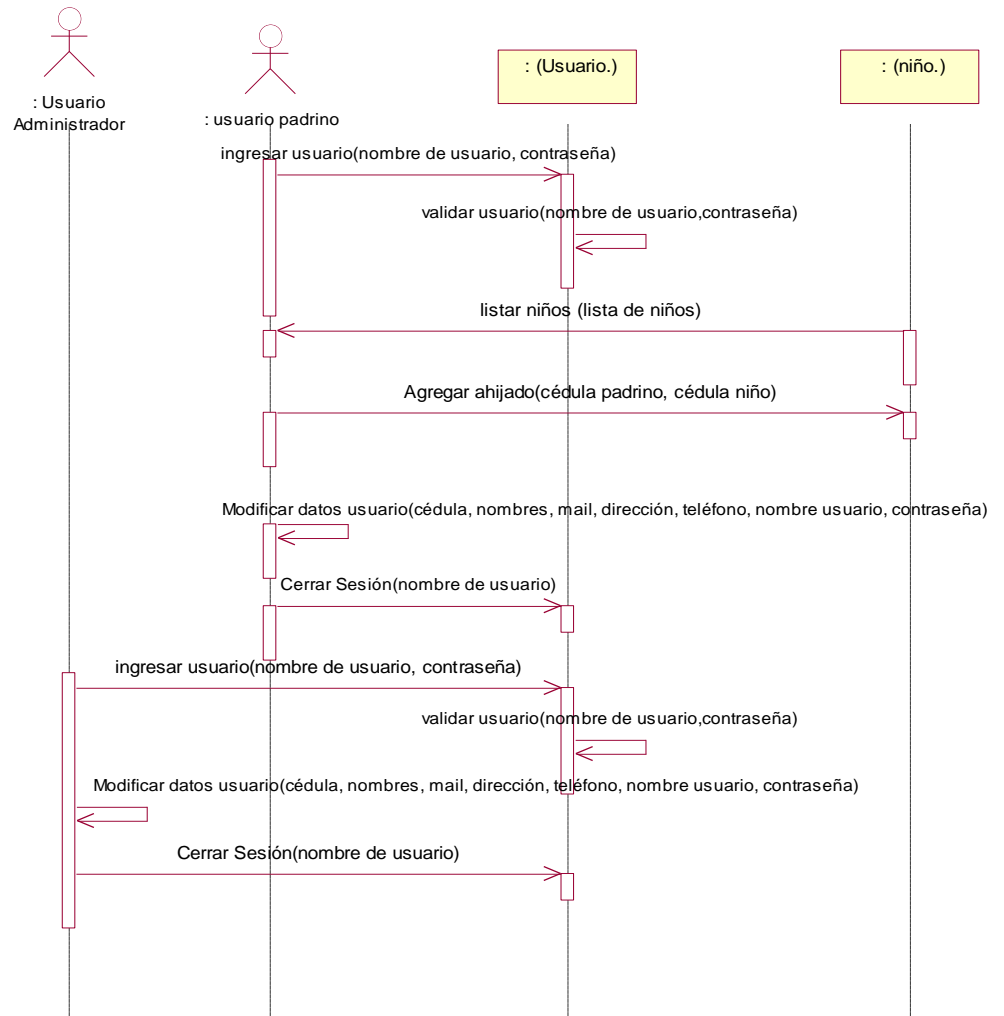 : Usuario
Administrador
: usuario padrino
: (Usuario.)
: (niño.)
ingresar usuario(nombre de usuario, contraseña)
validar usuario(nombre de usuario,contraseña)
listar niños (lista de niños)
Agregar ahijado(cédula padrino, cédula niño)
Modificar datos usuario(cédula, nombres, mail, dirección, teléfono, nombre usuario, contraseña)
Cerrar Sesión(nombre de usuario)
ingresar usuario(nombre de usuario, contraseña)
validar usuario(nombre de usuario,contraseña)
Modificar datos usuario(cédula, nombres, mail, dirección, teléfono, nombre usuario, contraseña)
Cerrar Sesión(nombre de usuario)